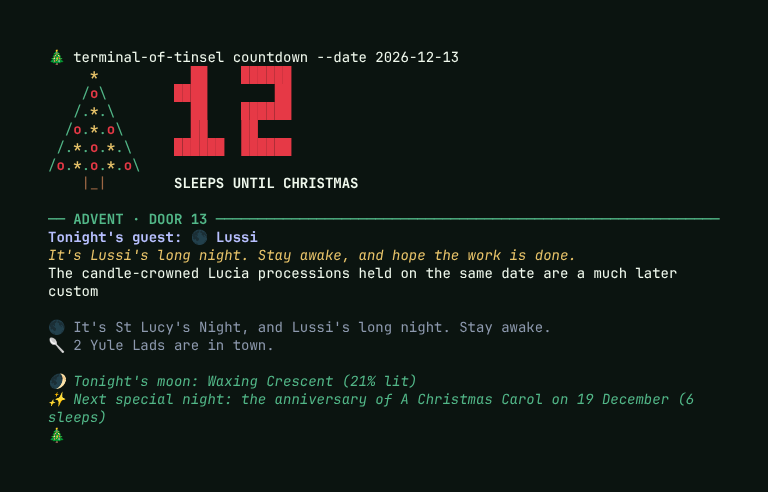 🎄 terminal-of-tinsel countdown --date 2026-12-13
*
/o\
/.*.\
/o.*.o\
/.*.o.*.\
/o.*.o.*.o\
|_|
12
SLEEPS UNTIL CHRISTMAS
── ADVENT · DOOR 13 ──────────────────────────────
Tonight's guest: 🌑 Lussi
It's Lussi's long night. Stay awake, and hope the work is done.
The candle-crowned Lucia processions held on the same date are a much later
custom
🌑 It's St Lucy's Night, and Lussi's long night. Stay awake.
🥄 2 Yule Lads are in town.
🌒 Tonight's moon: Waxing Crescent (21% lit)
✨ Next special night: the anniversary of A Christmas Carol on 19 December (6
sleeps)
🎄